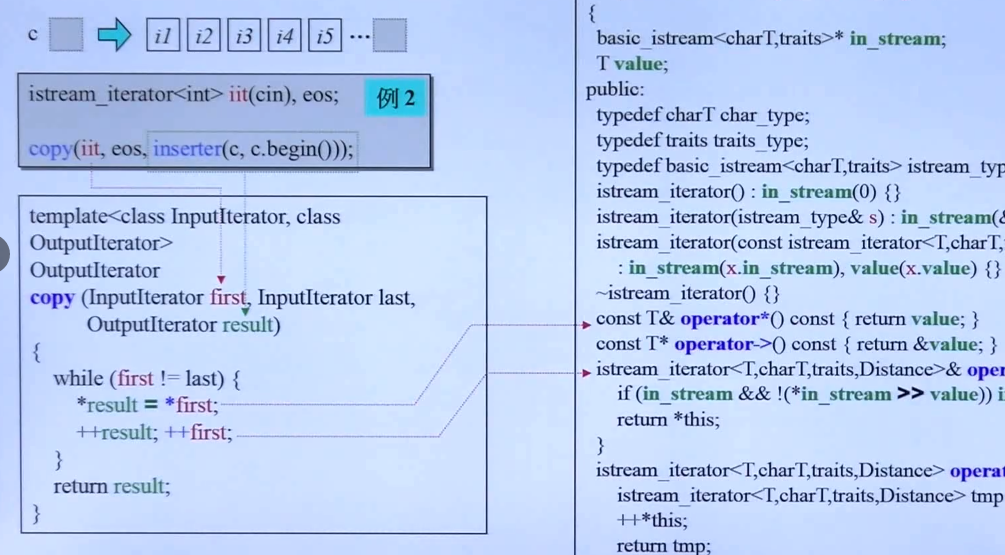 c i1 i2 i3 i4 i5 ...
istream_iterator<int> iit(cin), eos;
例 2
copy(iit, eos, inserter(c, c.begin()));
template<class InputIterator, class
OutputIterator>
OutputIterator
copy (InputIterator first, InputIterator last,
OutputIterator result)
{
while (first != last) {
*result = *first;
++result; ++first;
}
return result;
}
{
basic_istream<charT,traits>* in_stream;
T value;
public:
typedef charT char_type;
typedef traits traits_type;
typedef basic_istream<charT,traits> istream_typ
istream_iterator() : in_stream(0) {}
istream_iterator(istream_type& s) : in_stream(&
istream_iterator(const istream_iterator<T,charT,
: in_stream(x.in_stream), value(x.value) {}
~istream_iterator() {}
const T& operator*() const { return value; }
const T* operator->() const { return &value; }
istream_iterator<T,charT,traits,Distance>& oper
if (in_stream && !(*in_stream >> value)) i
return *this;
}
istream_iterator<T,charT,traits,Distance> operat
istream_iterator<T,charT,traits,Distance> tmp
++*this;
return tmp;